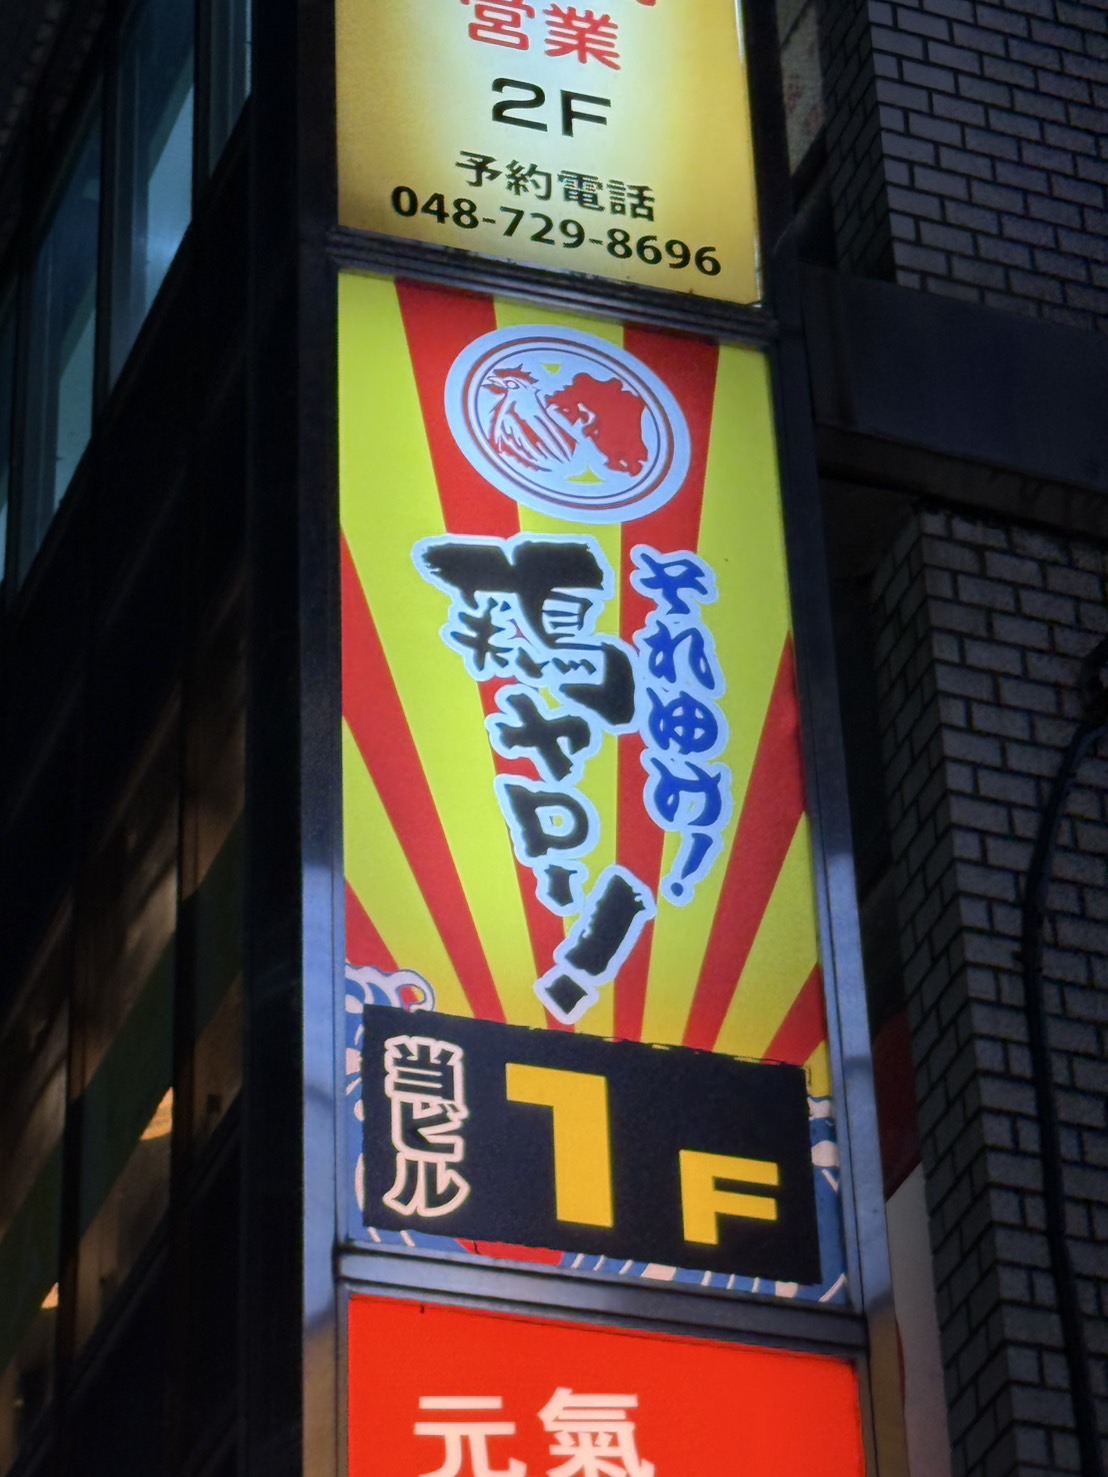 営業
2F
予約電話
048-729-8696
それゆけ!
鶏ヤロー!
当ビル
1F
元氣